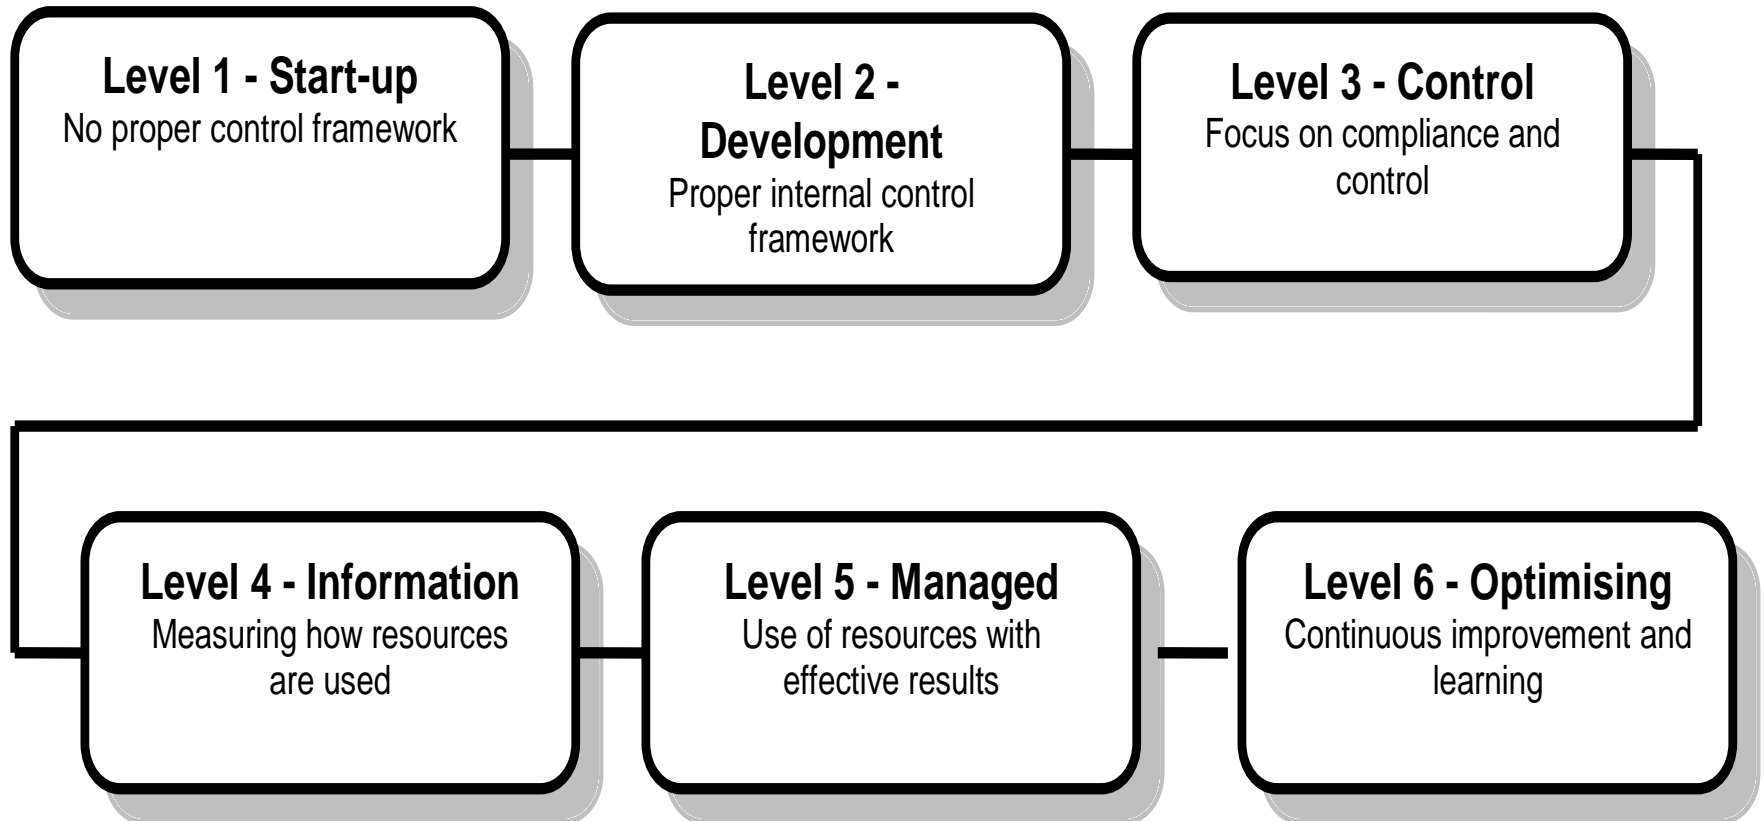 Level 1 - Start-up
No proper control framework
Level 2 -
Development
Proper internal control
framework
Level 3 - Control
Focus on compliance and
control
Level 4 - Information
Measuring how resources
are used
Level 5 - Managed
Use of resources with
effective results
Level 6 - Optimising
Continuous improvement and
learning